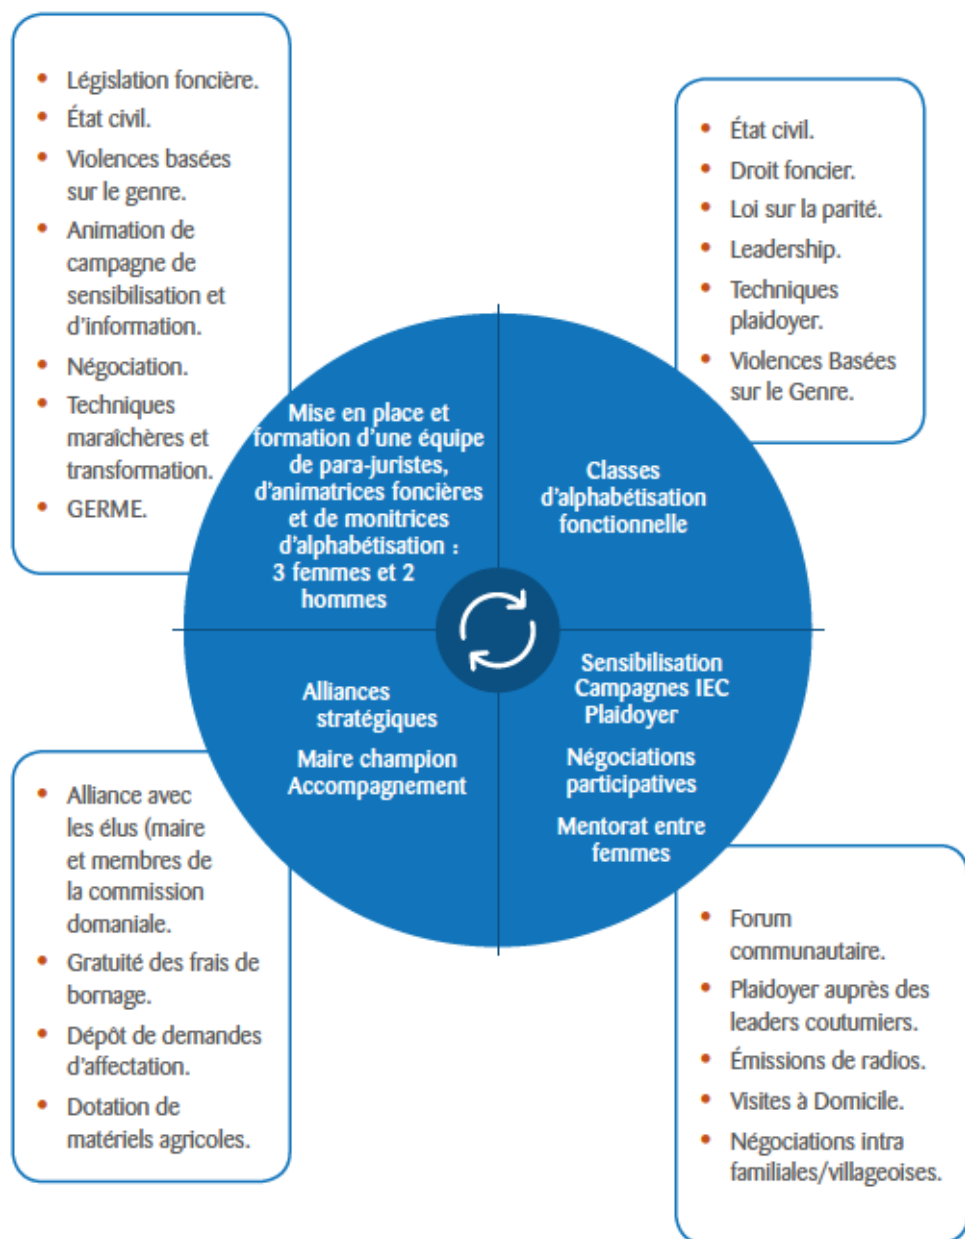 • Législation foncière.
• État civil.
• Violences basées
sur le genre.
• Animation de
campagne de
sensibilisation et
d'information.
• Négociation.
• Techniques
maraîchères et
transformation.
• GERME.
• État civil.
• Droit foncier.
• Loi sur la parité.
• Leadership.
• Techniques
plaidoyer.
• Violences Basées
sur le Genre.
Mise en place et
formation d'une équipe
de para-juristes,
d'animatrices foncières
et de monitrices
d'alphabétisation :
3 femmes et 2
hommes
Classes
d'alphabétisation
fonctionnelle
Alliances
stratégiques
Maire champion
Accompagnement
Sensibilisation
Campagnes IEC
Plaidoyer
Négociations
participatives
Mentorat entre
femmes
• Alliance avec
les élus (maire
et membres de
la commission
domaniale.
• Gratuité des frais de
bornage.
• Dépôt de demandes
d'affectation.
• Dotation de
matériels agricoles.
• Forum
communautaire.
• Plaidoyer auprès des
leaders coutumiers.
• Émissions de radios.
• Visites à Domicile.
• Négociations intra
familiales/villageoises.